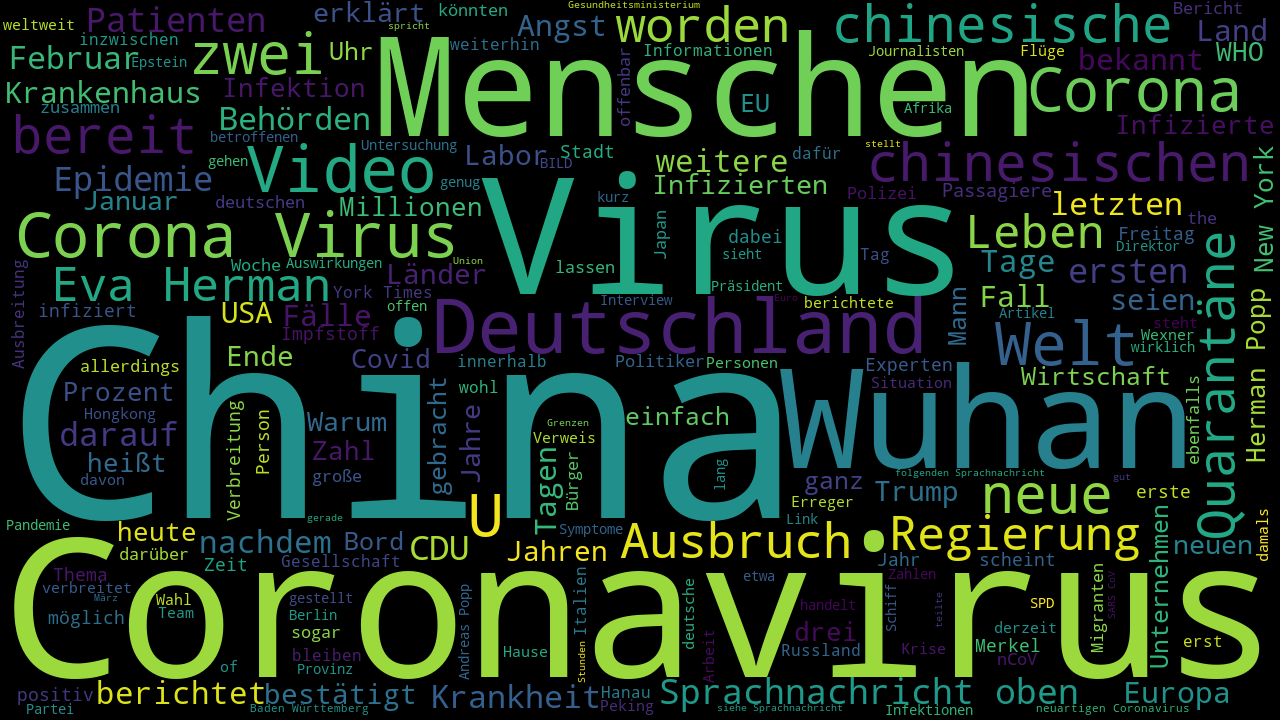 Gesundheitsministerium
weltweit
Patienten
erklärt
könnten
spricht
Angst
worden
chinesische
Bericht
Land
Februar
inzwischen
Epstein
zwei
Uhr
Menschen
weiterhin
offenbar
Informationen
Journalisten
Flüge
bekannt
WHO
Krankenhaus
zusammen
Infektion
Behörden
EU
Afrika
Corona
Infizierte
bereit
betroffenen
Untersuchung
Labor
BILD
Stadt
weitere
dafür
stellt
chinesischen
Epidemie
gehen
Video
genug
Virus
kurz
Infizierten
Polizei
Passagiere
letzten
New York
Januar
deutschen
Millionen
Japan
dabei
Leben
the
Freitag
Direktor
Corona Virus
sieht
Tag
Tage
ersten
Quarantäne
Woche
Auswirkungen
Union
lassen
Präsident
Eva Herman
Länder
York Times
Ausbreitung
infiziert
USA
Fälle
Impfstoff
offen
Deutschland
Interview
Euro
berichtete
Mann
Fall
seien
Artikel
steht
Wexner
wirklich
Welt
Herman Popp
allerdings
Ende
Covid
innerhalb
Politiker
Personen
Experten
Situation
Wirtschaft
China
Prozent
Hongkong
darauf
heißt
davon
Verbreitung
Person
Warum
Zahl
große
gebracht
Jahre
wohl
einfach
Grenzen
Verweis
Wuhan
ebenfalls
folgenden Sprachnachricht
gut
Tagen
Bürger
lang
ganz
Erreger
Link
Trump
neue
erste
Pandemie
heute
darüber
gerade
nachdem
U
Symptome
Bord
CDU
Jahren
Ausbruch
Regierung
Unternehmen
neuen
damals
Zeit
Gesellschaft
Jahr
scheint
Thema
verbreitet
März
möglich
Wahl
Team
gestellt
Berlin
sogar
Coronavirus
Andreas Popp
Italien
etwa
Zahlen
handelt
Schiff
teilte
SPD
derzeit
Migranten
SARS CoV
erst
deutsche
drei
Russland
Krise
Merkel
nCoV
of
bleiben
Provinz
Hause
Stunden
Arbeit
positiv
Partei
berichtet
bestätigt
Baden Württemberg
Krankheit
Hanau
Peking
Sprachnachricht oben
siehe Sprachnachricht
Infektionen
Europa
neuartigen Coronavirus